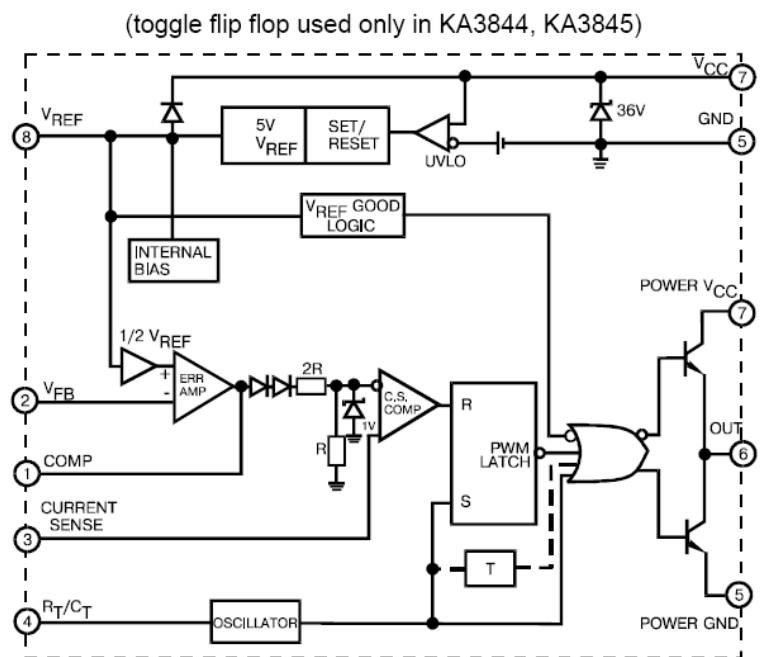 (toggle flip flop used only in KA3844, KA3845)
VCC
7
VREF
8
5V
VREF
SET/
RESET
36V
GND
5
UVLO
VREF GOOD
LOGIC
INTERNAL
BIAS
POWER VCC
7
1/2 VREF
+
ERR
AMP
-
2R
C.S.
COMP
1V
R
VFB
2
R
PWM
LATCH
S
OUT
6
COMP
1
CURRENT
SENSE
3
T
5
POWER GND
RT/CT
4
OSCILLATOR